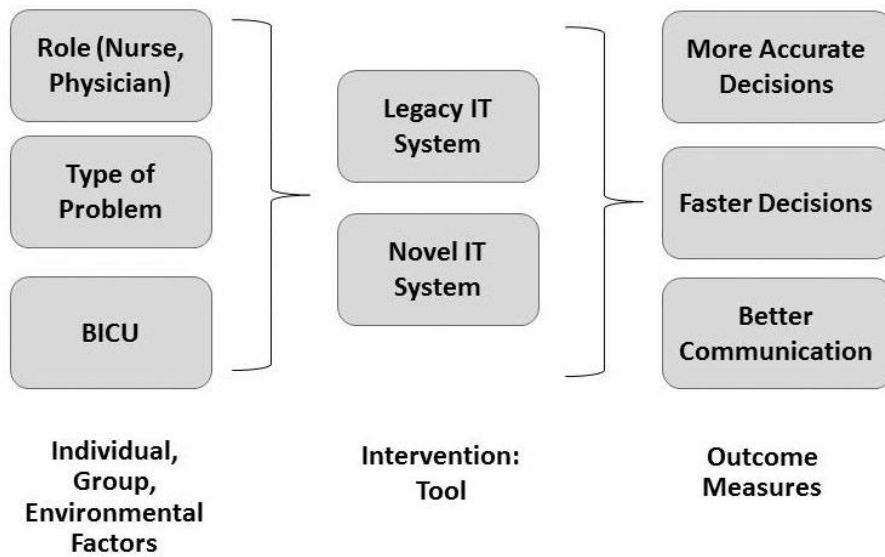 Role (Nurse,
Physician)
Type of
Problem
BICU
Individual,
Group,
Environmental
Factors
Legacy IT
System
Novel IT
System
Intervention:
Tool
More Accurate
Decisions
Faster Decisions
Better
Communication
Outcome
Measures